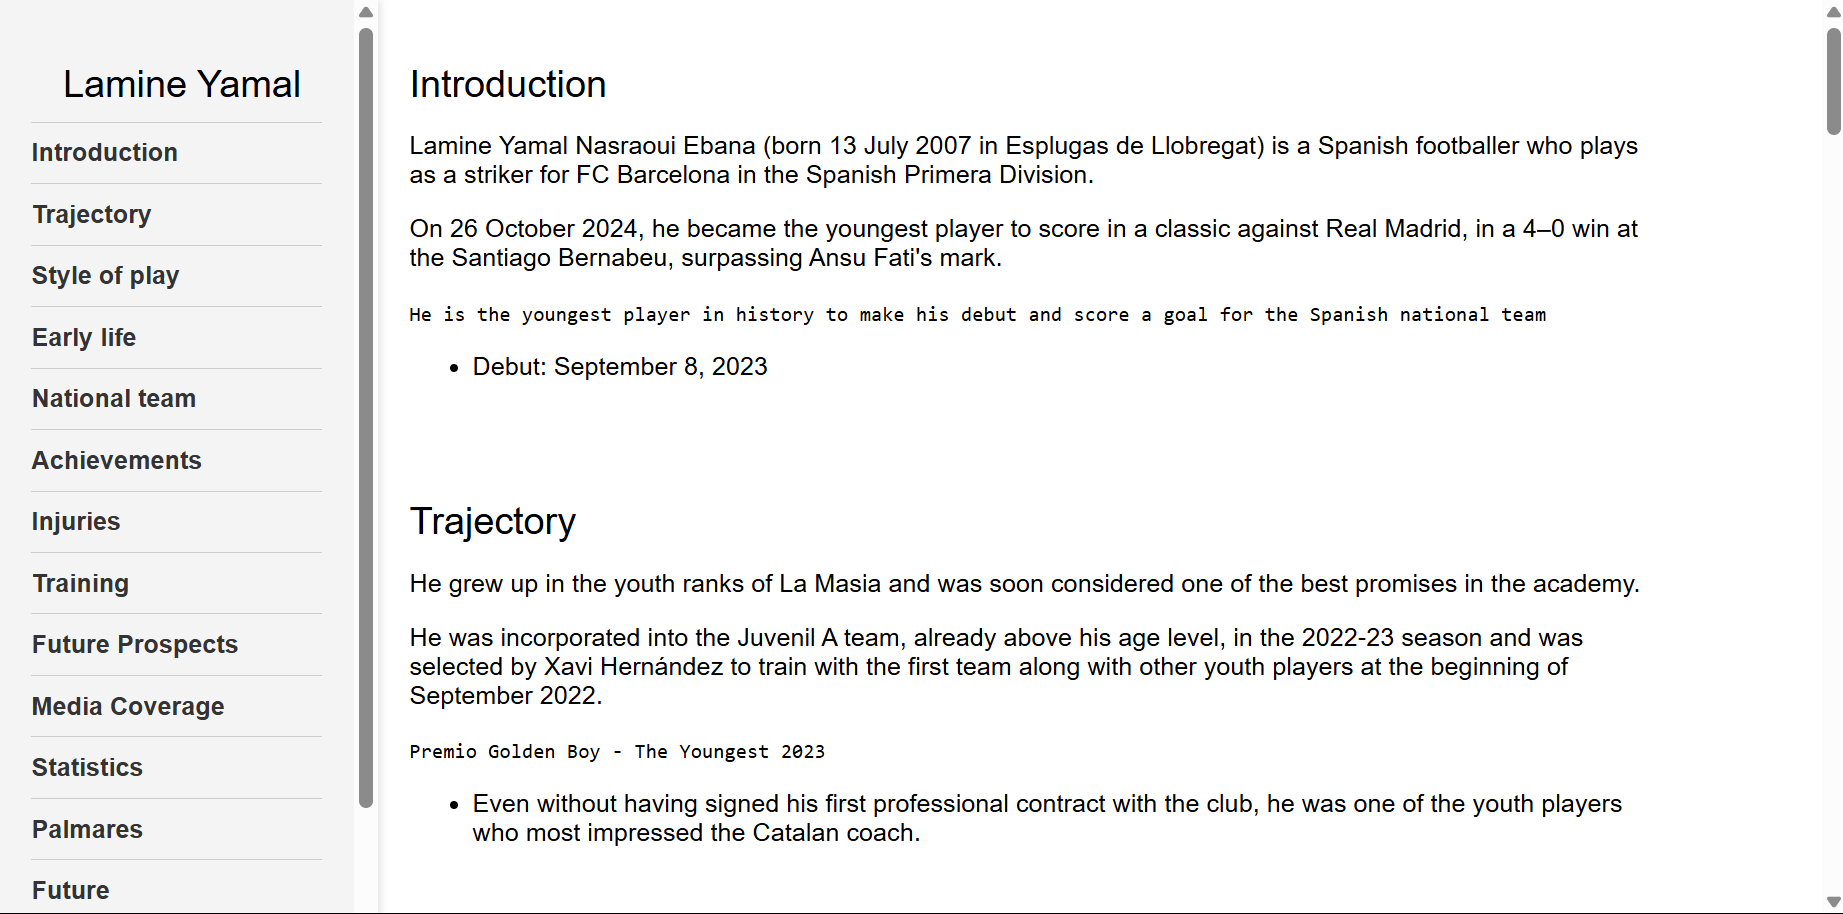 Lamine Yamal
Introduction
Trajectory
Style of play
Early life
National team
Achievements
Injuries
Training
Future Prospects
Media Coverage
Statistics
Palmares
Future
Introduction
Lamine Yamal Nasraoui Ebana (born 13 July 2007 in Esplugas de Llobregat) is a Spanish footballer who plays
as a striker for FC Barcelona in the Spanish Primera Division.
On 26 October 2024, he became the youngest player to score in a classic against Real Madrid, in a 4–0 win at
the Santiago Bernabeu, surpassing Ansu Fati's mark.
He is the youngest player in history to make his debut and score a goal for the Spanish national team
• Debut: September 8, 2023
Trajectory
He grew up in the youth ranks of La Masia and was soon considered one of the best promises in the academy.
He was incorporated into the Juvenil A team, already above his age level, in the 2022-23 season and was
selected by Xavi Hernández to train with the first team along with other youth players at the beginning of
September 2022.
Premio Golden Boy - The Youngest 2023
• Even without having signed his first professional contract with the club, he was one of the youth players
who most impressed the Catalan coach.